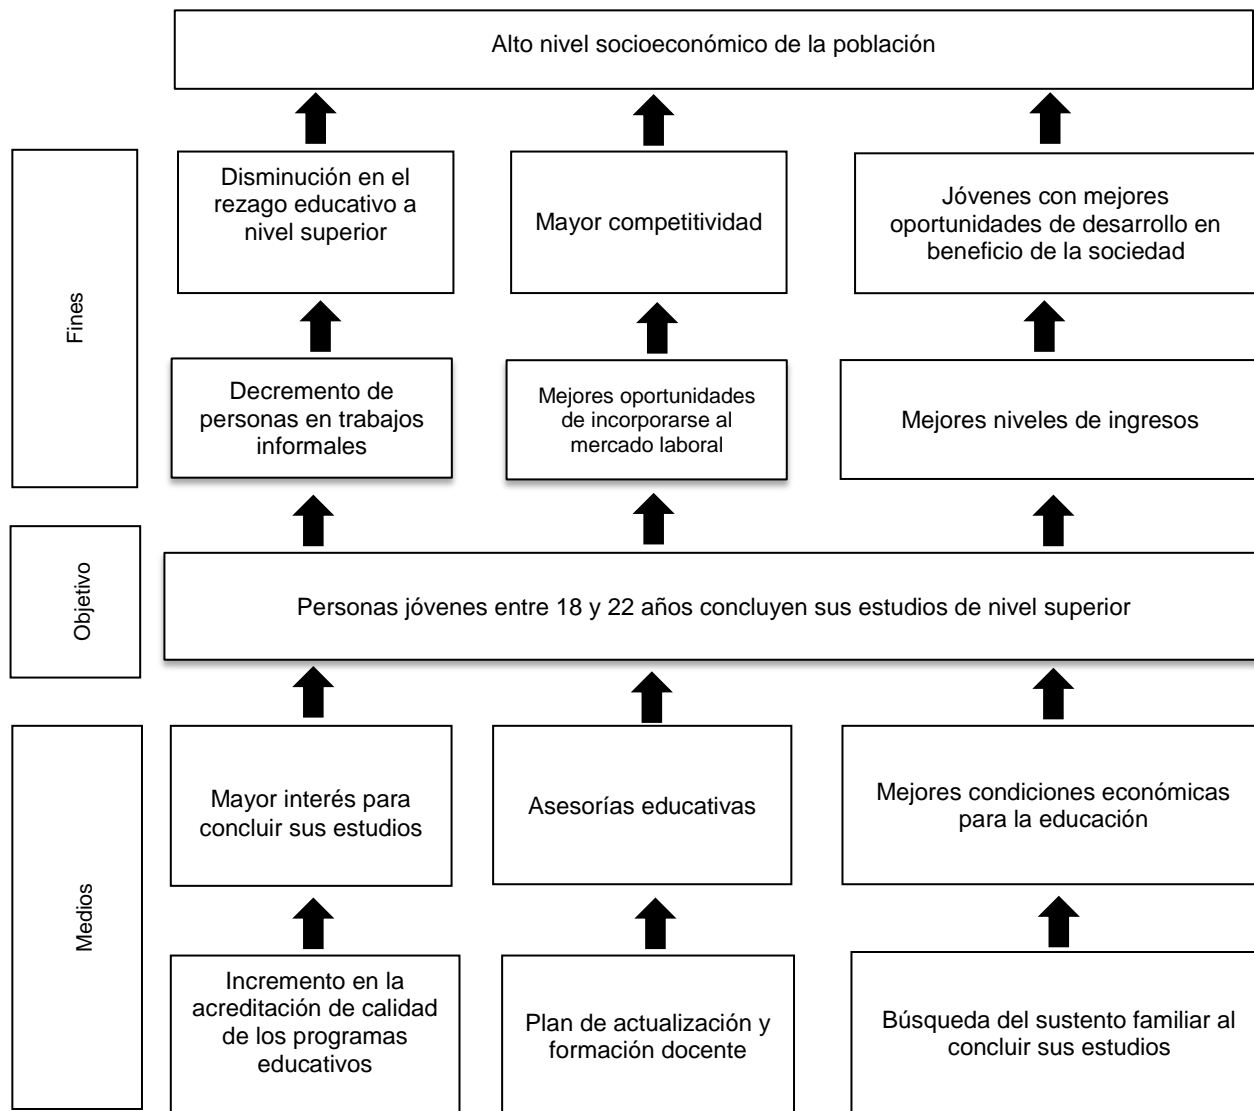 Alto nivel socioeconómico de la población
Fines
Disminución en el
rezago educativo a
nivel superior
Mayor competitividad
Jóvenes con mejores
oportunidades de desarrollo en
beneficio de la sociedad
Decremento de
personas en trabajos
informales
Mejores oportunidades
de incorporarse al
mercado laboral
Mejores niveles de ingresos
Objetivo
Personas jóvenes entre 18 y 22 años concluyen sus estudios de nivel superior
Medios
Mayor interés para
concluir sus estudios
Asesorías educativas
Mejores condiciones económicas
para la educación
Incremento en la
acreditación de calidad
de los programas
educativos
Plan de actualización y
formación docente
Búsqueda del sustento familiar al
concluir sus estudios